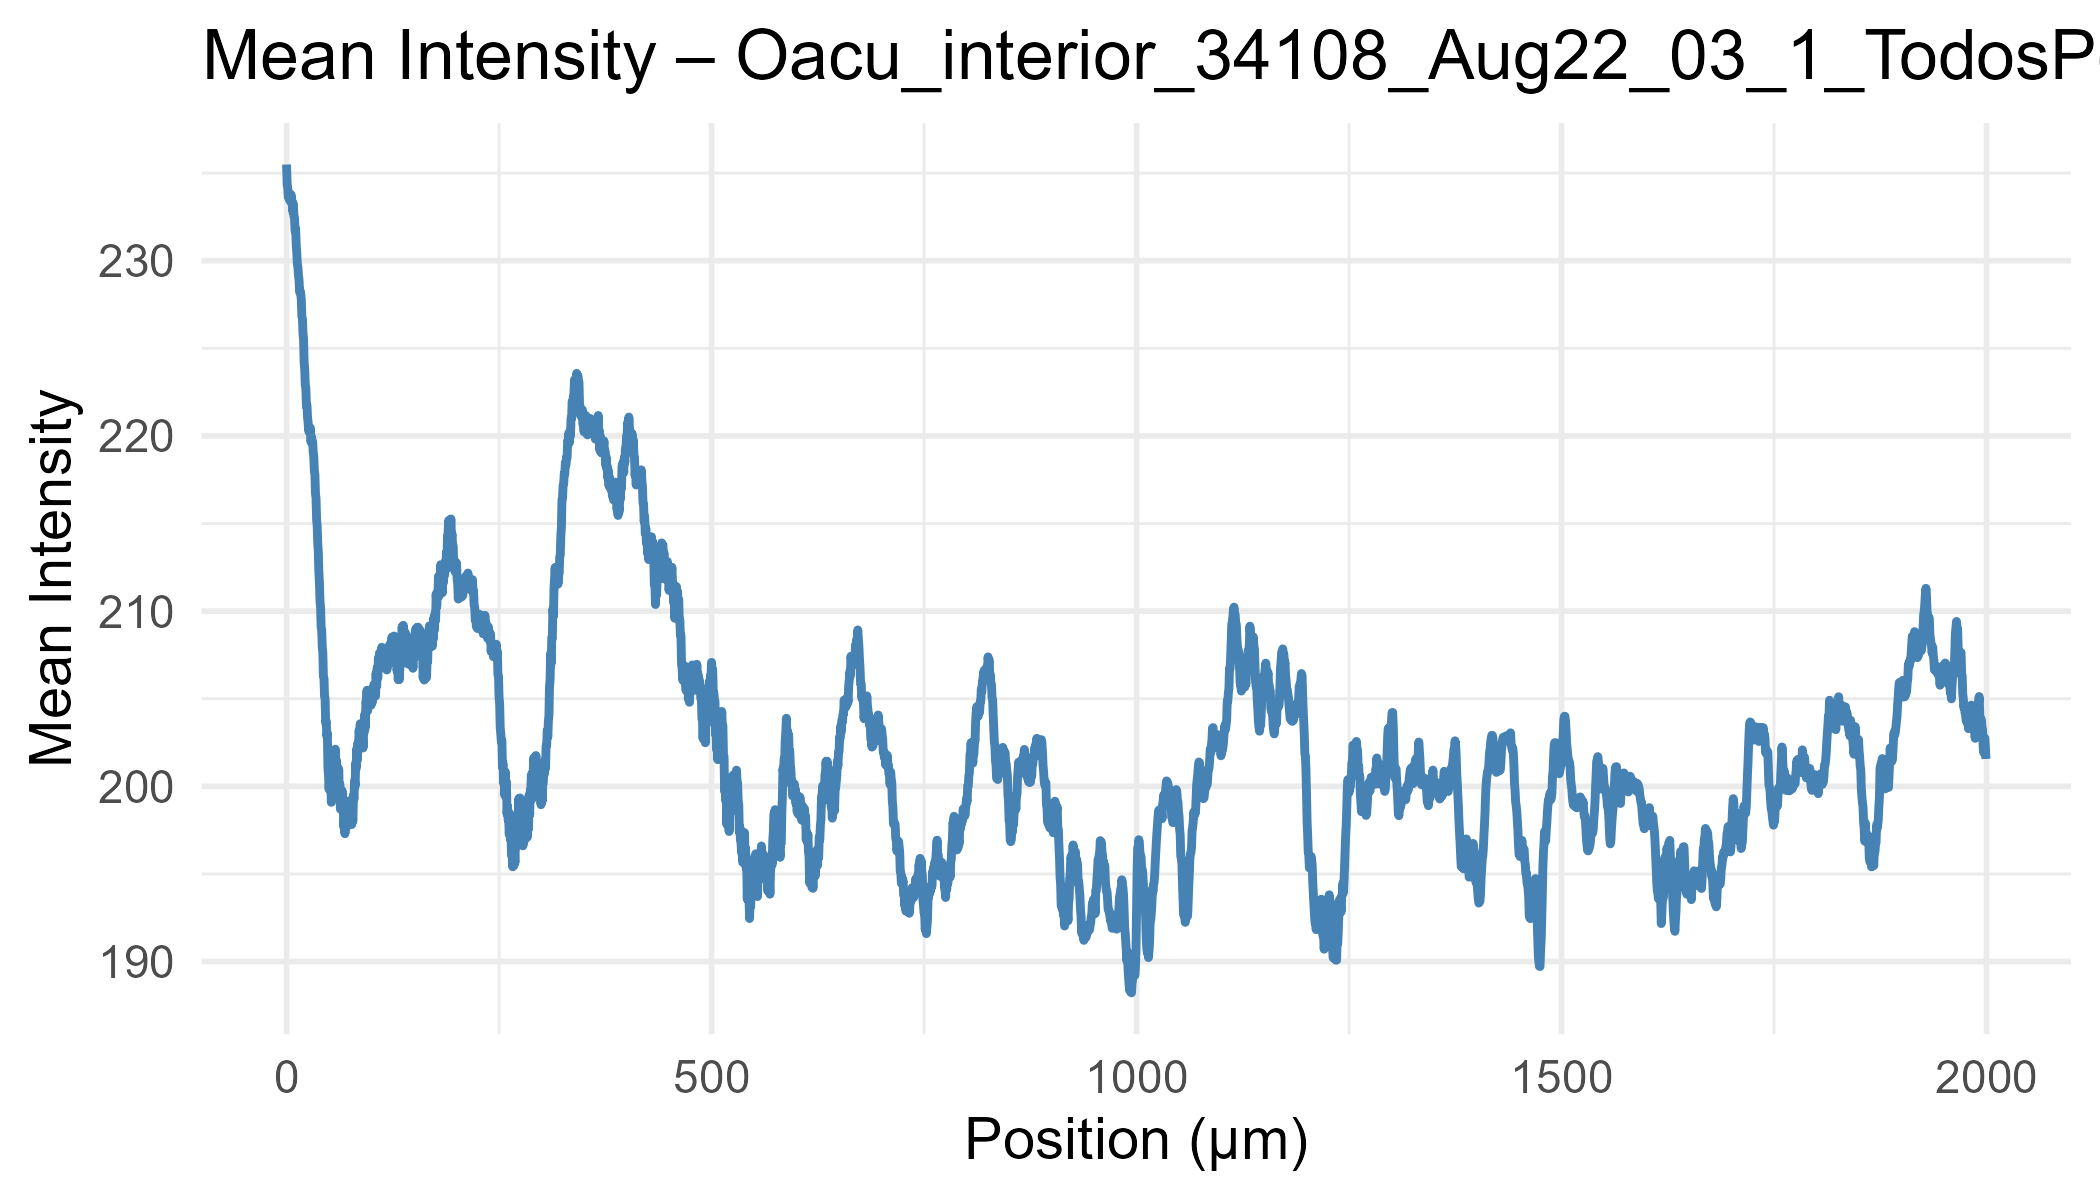 Mean Intensity – Oacu_interior_34108_Aug22_03_1_TodosP
Mean Intensity
230
220
210
200
190
0 500 1000 1500 2000
Position (µm)